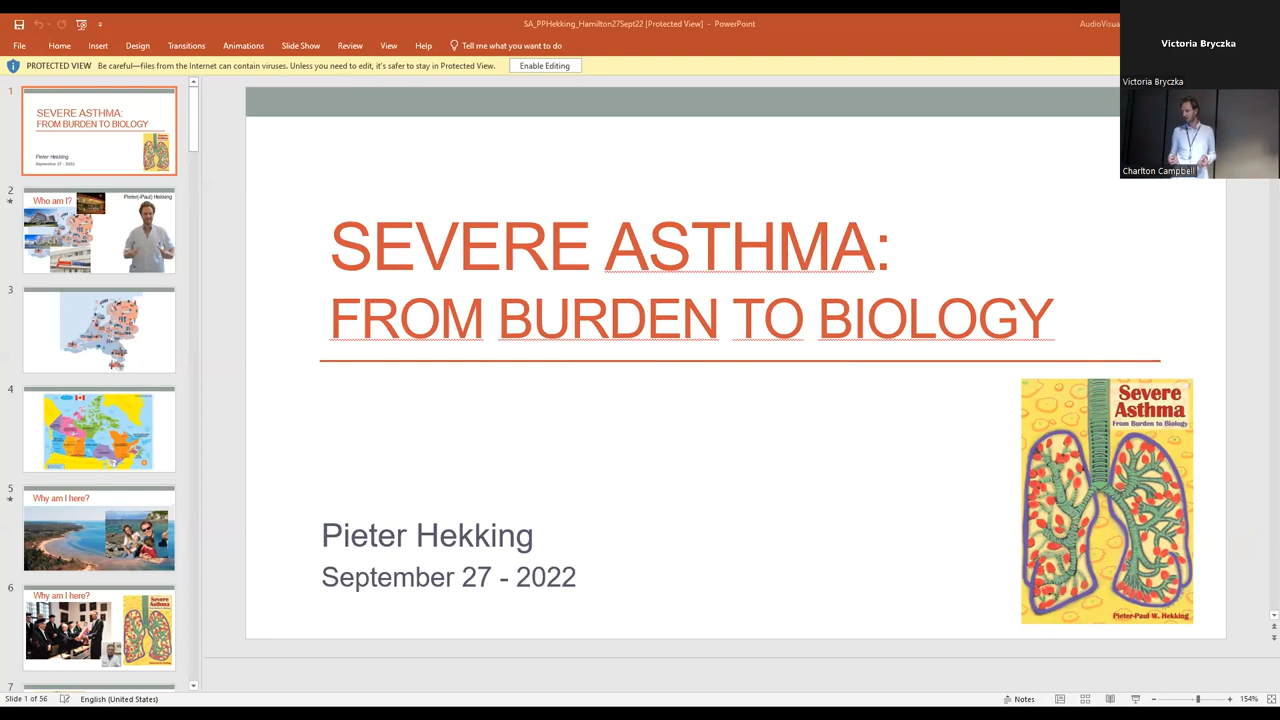 SA_PPHekking_Hamilton27Sept22 [Protected View] - PowerPoint
AudioVisua
File Home Insert Design Transitions Animations Slide Show Review View Help Tell me what you want to do
PROTECTED VIEW Be careful—files from the Internet can contain viruses. Unless you need to edit, it's safer to stay in Protected View. Enable Editing
Victoria Bryczka
Victoria Bryczka
Charlton Campbell
1
SEVERE ASTHMA:
FROM BURDEN TO BIOLOGY
Pieter Hekking
September 27 - 2022
2
Who am I?
Pieter(-Paul) Hekking
3
4
5
Why am I here?
6
Why am I here?
Severe
Asthma
7
SEVERE ASTHMA:
FROM BURDEN TO BIOLOGY
Pieter Hekking
September 27 - 2022
Severe
Asthma
From Burden to Biology
Pieter-Paul W. Hekking
Slide 1 of 56 English (United States) Notes 154%